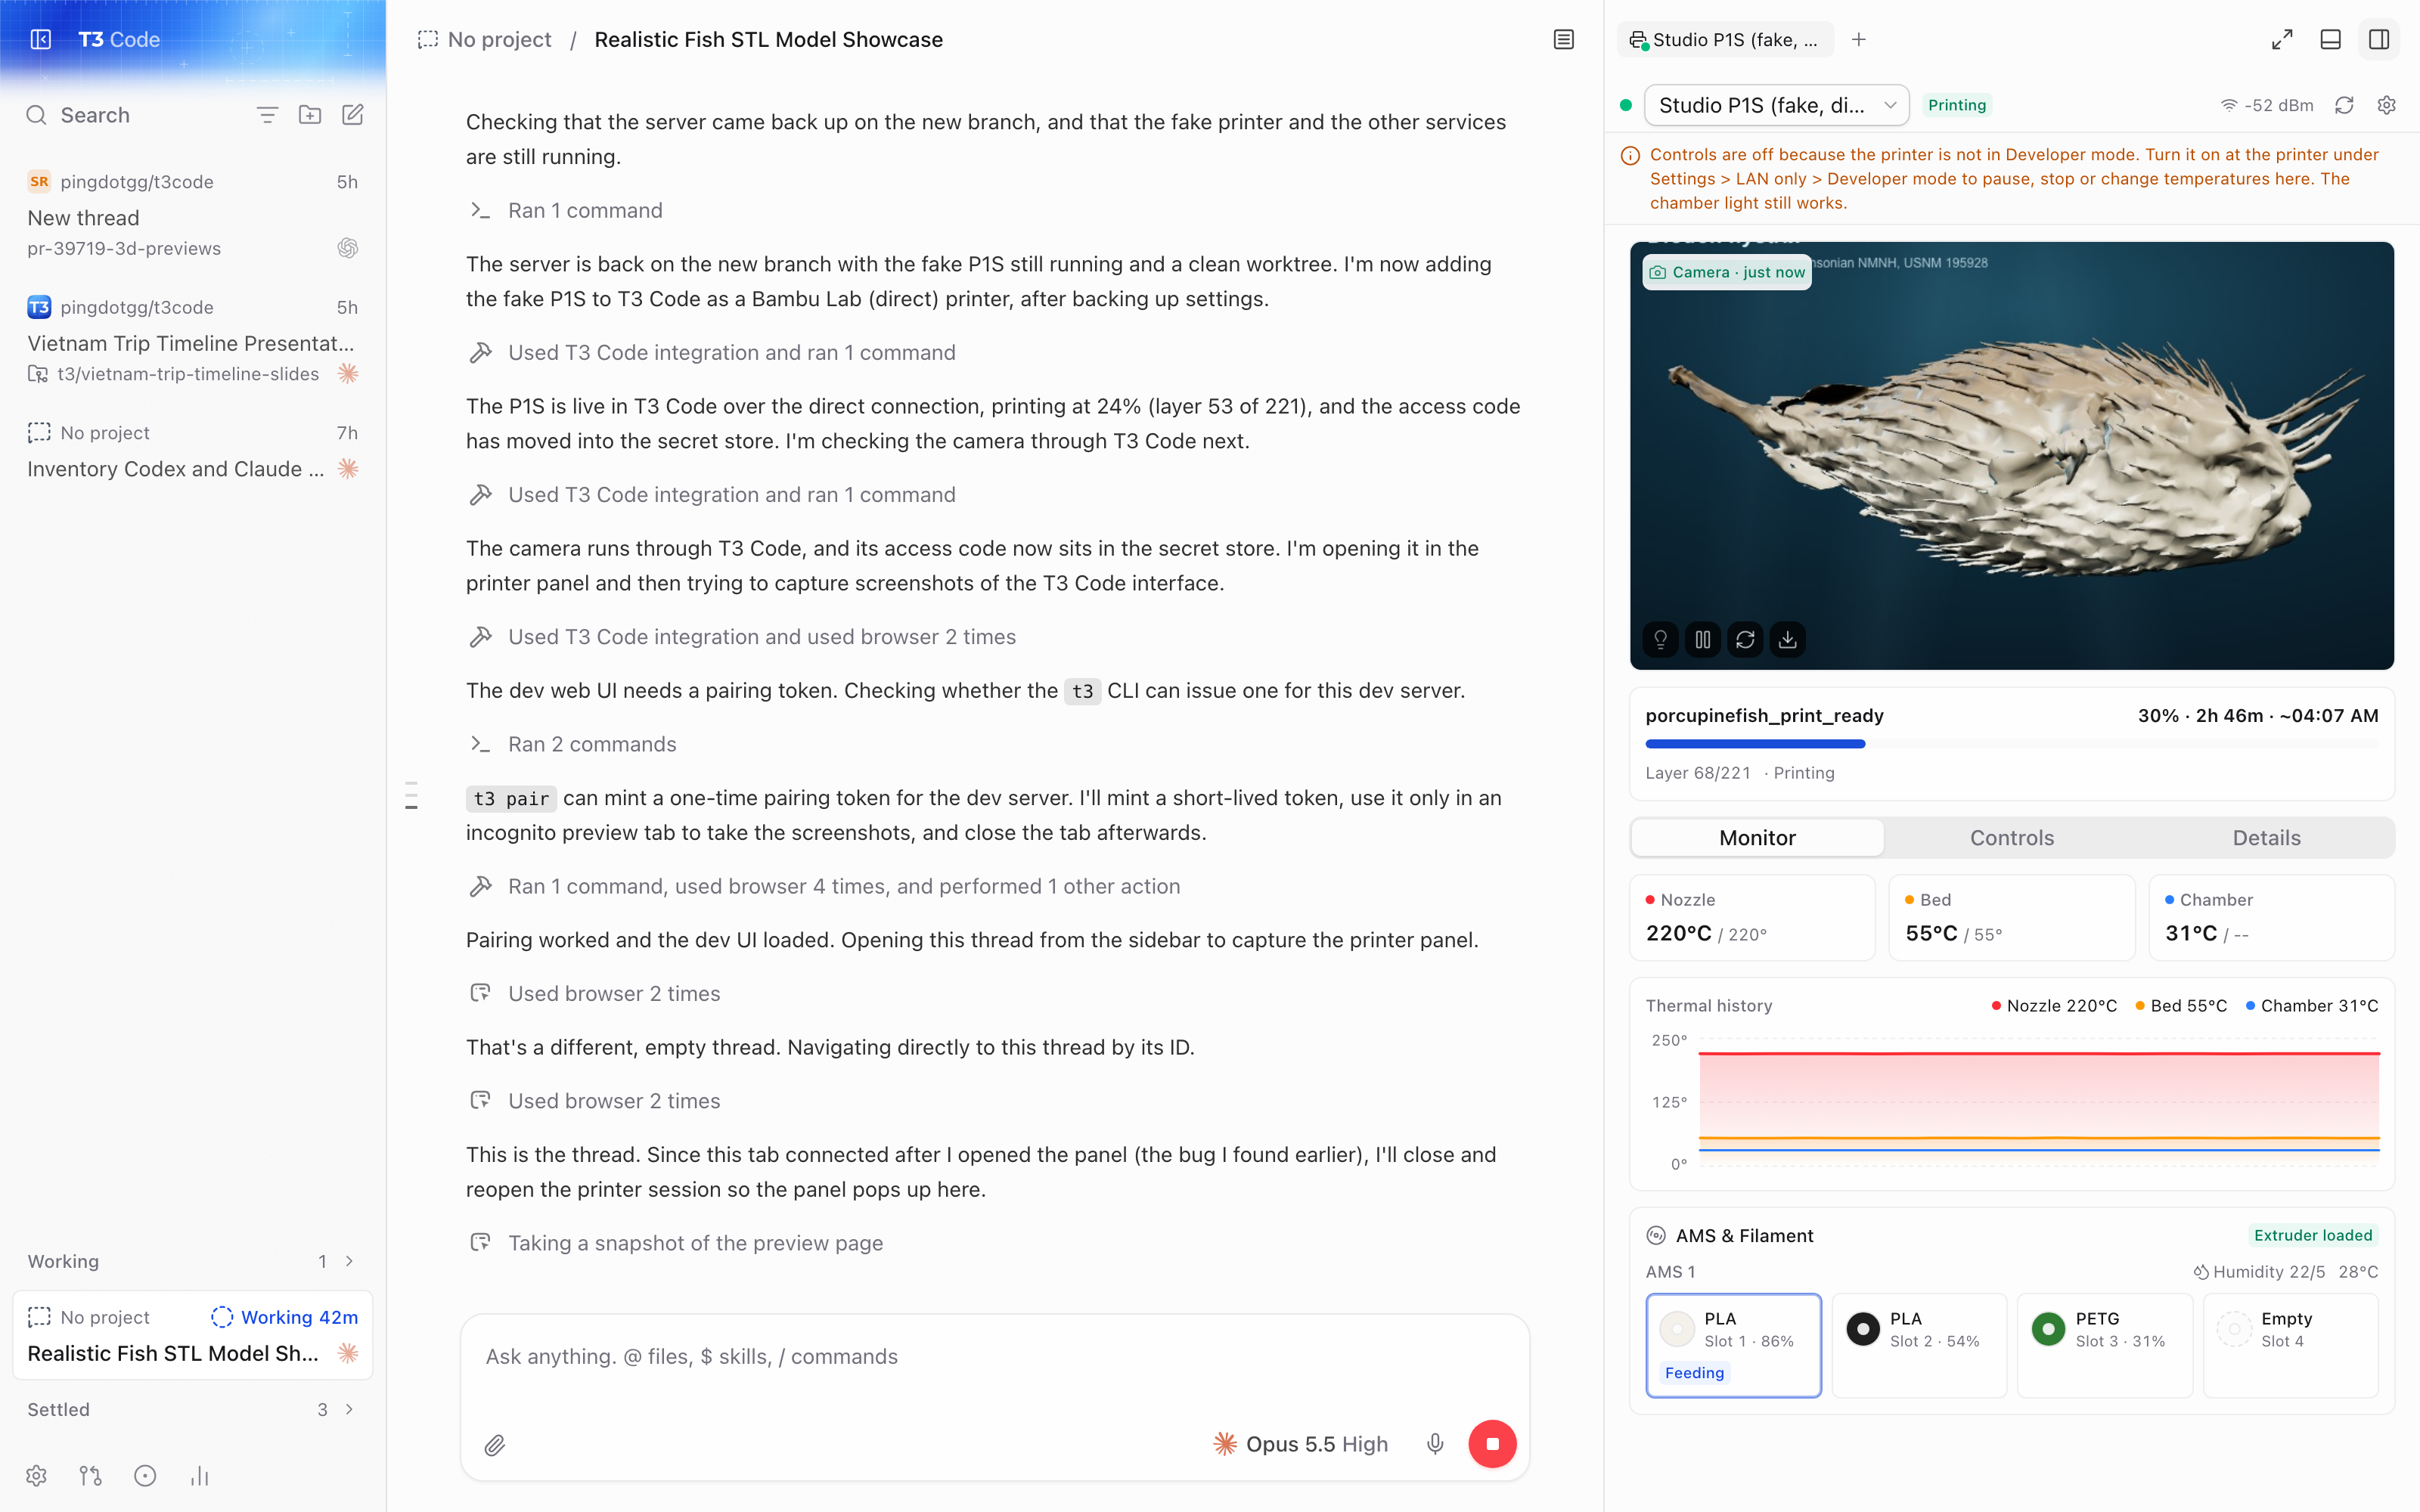 T3 Code
Search
SR pingdotgg/t3code 5h
New thread
pr-39719-3d-previews
T3 pingdotgg/t3code 5h
Vietnam Trip Timeline Presentat...
t3/vietnam-trip-timeline-slides
No project 7h
Inventory Codex and Claude ...
Working 1
No project Working 42m
Realistic Fish STL Model Sh...
Settled 3
No project / Realistic Fish STL Model Showcase
Checking that the server came back up on the new branch, and that the fake printer and the other services
are still running.
Ran 1 command
The server is back on the new branch with the fake P1S still running and a clean worktree. I'm now adding
the fake P1S to T3 Code as a Bambu Lab (direct) printer, after backing up settings.
Used T3 Code integration and ran 1 command
The P1S is live in T3 Code over the direct connection, printing at 24% (layer 53 of 221), and the access code
has moved into the secret store. I'm checking the camera through T3 Code next.
Used T3 Code integration and ran 1 command
The camera runs through T3 Code, and its access code now sits in the secret store. I'm opening it in the
printer panel and then trying to capture screenshots of the T3 Code interface.
Used T3 Code integration and used browser 2 times
The dev web UI needs a pairing token. Checking whether the t3 CLI can issue one for this dev server.
Ran 2 commands
t3 pair can mint a one-time pairing token for the dev server. I'll mint a short-lived token, use it only in an
incognito preview tab to take the screenshots, and close the tab afterwards.
Ran 1 command, used browser 4 times, and performed 1 other action
Pairing worked and the dev UI loaded. Opening this thread from the sidebar to capture the printer panel.
Used browser 2 times
That's a different, empty thread. Navigating directly to this thread by its ID.
Used browser 2 times
This is the thread. Since this tab connected after I opened the panel (the bug I found earlier), I'll close and
reopen the printer session so the panel pops up here.
Taking a snapshot of the preview page
Ask anything. @ files, $ skills, / commands
Opus 5.5 High
Studio P1S (fake, ...
Studio P1S (fake, di... Printing -52 dBm
Controls are off because the printer is not in Developer mode. Turn it on at the printer under
Settings > LAN only > Developer mode to pause, stop or change temperatures here. The
chamber light still works.
Camera · just now
nsonian NMNH, USNM 195928
porcupinefish_print_ready 30% · 2h 46m · ~04:07 AM
Layer 68/221 · Printing
Monitor Controls Details
Nozzle Bed Chamber
220°C / 220° 55°C / 55° 31°C / --
Thermal history Nozzle 220°C Bed 55°C Chamber 31°C
250°
125°
0°
AMS & Filament Extruder loaded
AMS 1 Humidity 22/5 28°C
PLA PLA PETG Empty
Slot 1 · 86% Slot 2 · 54% Slot 3 · 31% Slot 4
Feeding